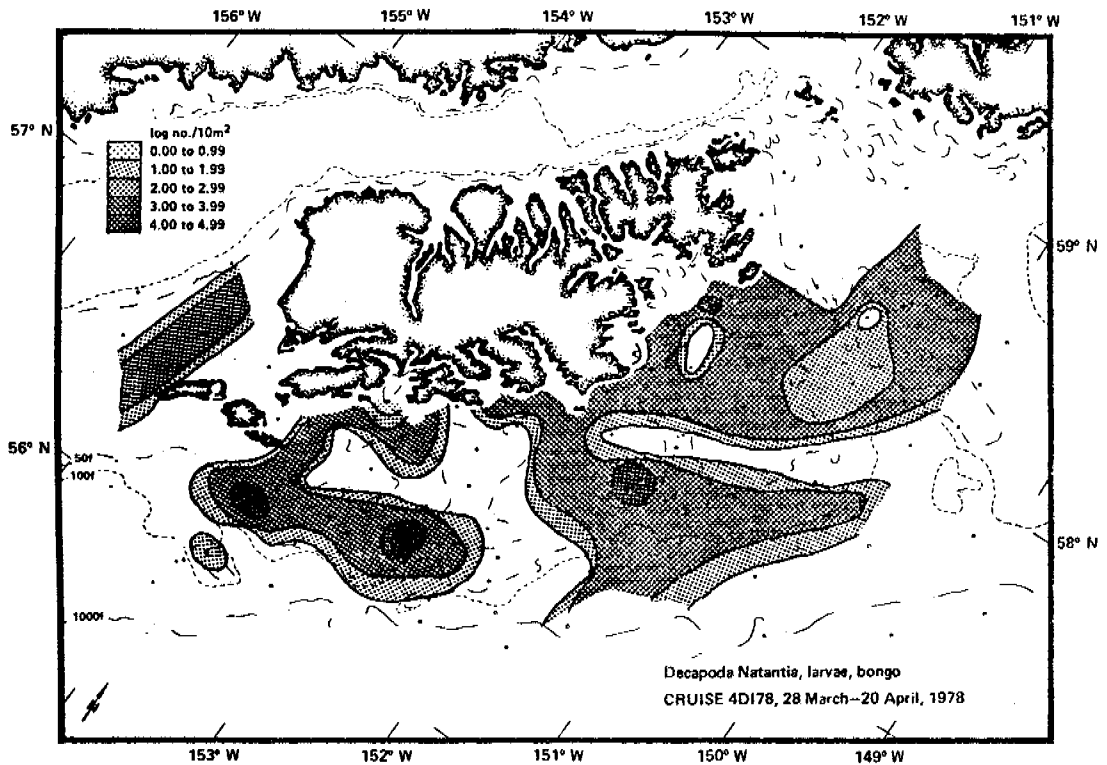 156° W 155° W 154° W 153° W 152° W 151° W
57° N
log no./10m²
0.00 to 0.99
1.00 to 1.99
2.00 to 2.99
3.00 to 3.99
4.00 to 4.99
59° N
56° N
50f
100f
58° N
1000f
Decapoda Natantia, larvae, bongo
CRUISE 4DI78, 28 March—20 April, 1978
N
153° W 152° W 151° W 150° W 149° W